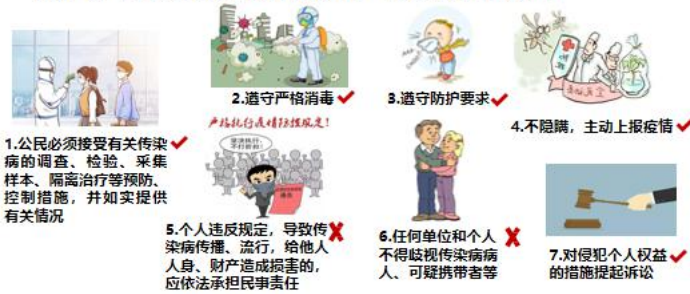 1.公民必须接受有关传染
病的调查、检验、采集
样本、隔离治疗等预防、
控制措施，并如实提供
有关情况
2.遵守严格消毒
3.遵守防护要求
4.不隐瞒，主动上报疫情
严格执行疫情防控规定！
5.个人违反规定，导致传
染病传播、流行，给他人
人身、财产造成损害的，
应依法承担民事责任
6.任何单位和个人
不得歧视传染病病
人、可疑携带者等
7.对侵犯个人权益
的措施提起诉讼